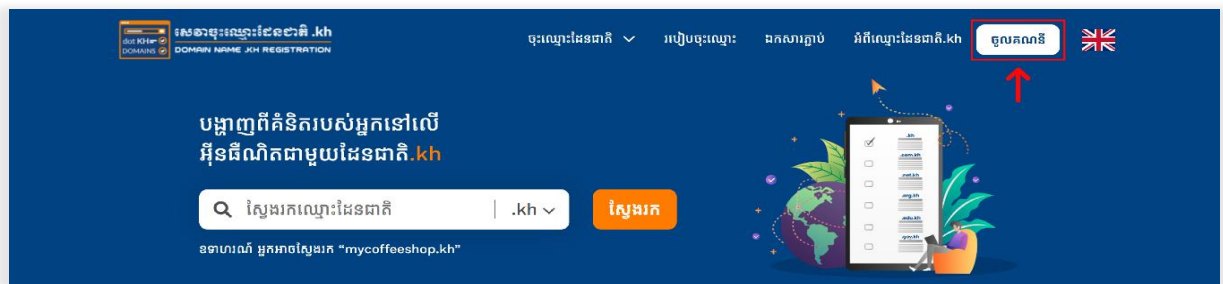 សេវាចុះឈ្មោះដែនជាតិ .kh
dot KH
DOMAINS
DOMAIN NAME .KH REGISTRATION
ចុះឈ្មោះដែនជាតិ
របៀបចុះឈ្មោះ
ឯកសារភ្ជាប់
អំពីឈ្មោះដែនជាតិ.kh
ចូលគណនី
បង្ហាញពីគំនិតរបស់អ្នកនៅលើ
អ៊ីនធឺណិតជាមួយដែនជាតិ.kh
ស្វែងរកឈ្មោះដែនជាតិ
.kh
ស្វែងរក
ឧទាហរណ៍ អ្នកអាចស្វែងរក “mycoffeeshop.kh”
.kh
.com.kh
.net.kh
.org.kh
.edu.kh
.gov.kh